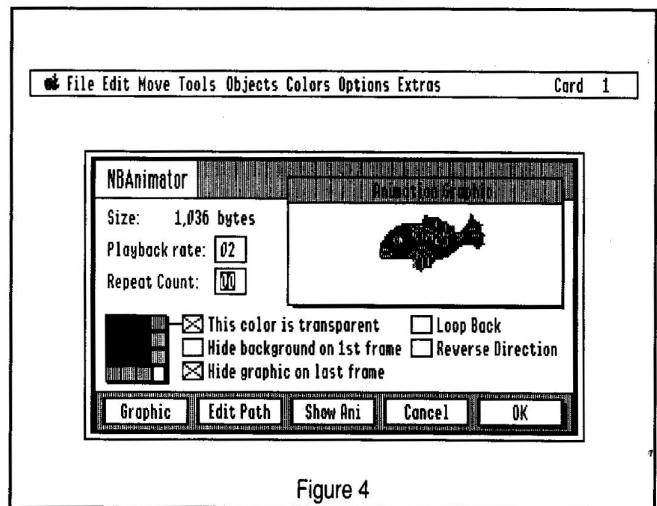 File Edit Move Tools Objects Colors Options Extras Card 1
NBAnimator
Animation Graphic
Size: 1,036 bytes
Playback rate: 02
Repeat Count: 00
This color is transparent
Loop Back
Hide background on 1st frame
Reverse Direction
Hide graphic on last frame
Graphic Edit Path Show Ani Cancel OK
Figure 4